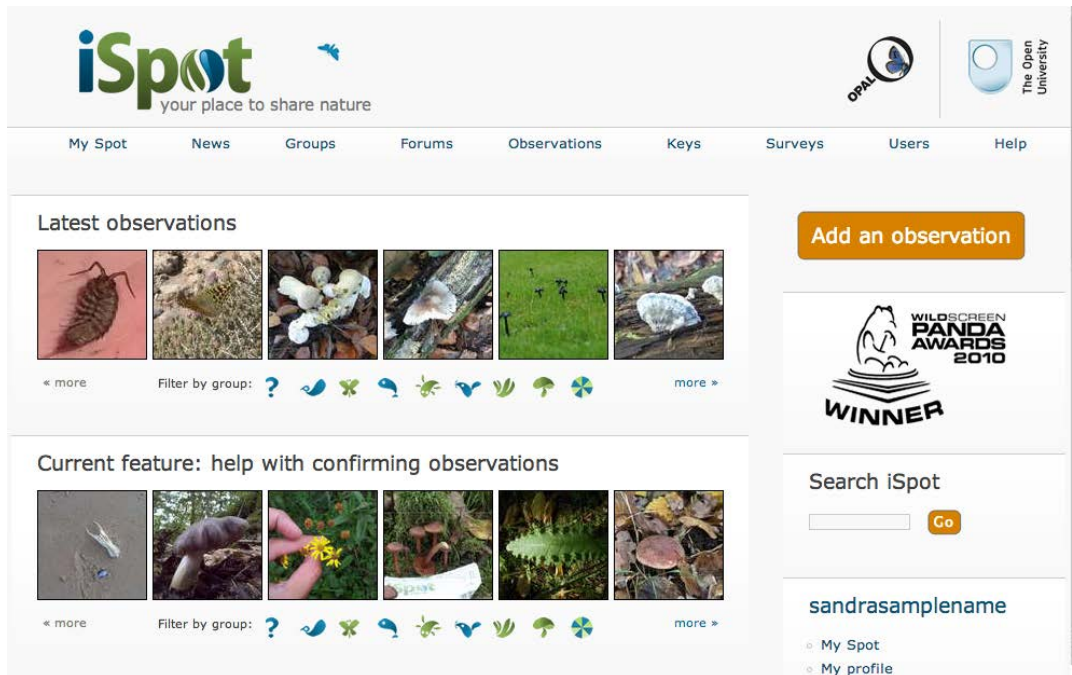 iSpot
your place to share nature
OPAL
The Open
University
My Spot News Groups Forums Observations Keys Surveys Users Help
Latest observations
« more Filter by group: ? more »
Current feature: help with confirming observations
iSpot
« more Filter by group: ? more »
Add an observation
WILDSCREEN
PANDA
AWARDS
2010
WINNER
Search iSpot
Go
sandrasamplename
My Spot
My profile